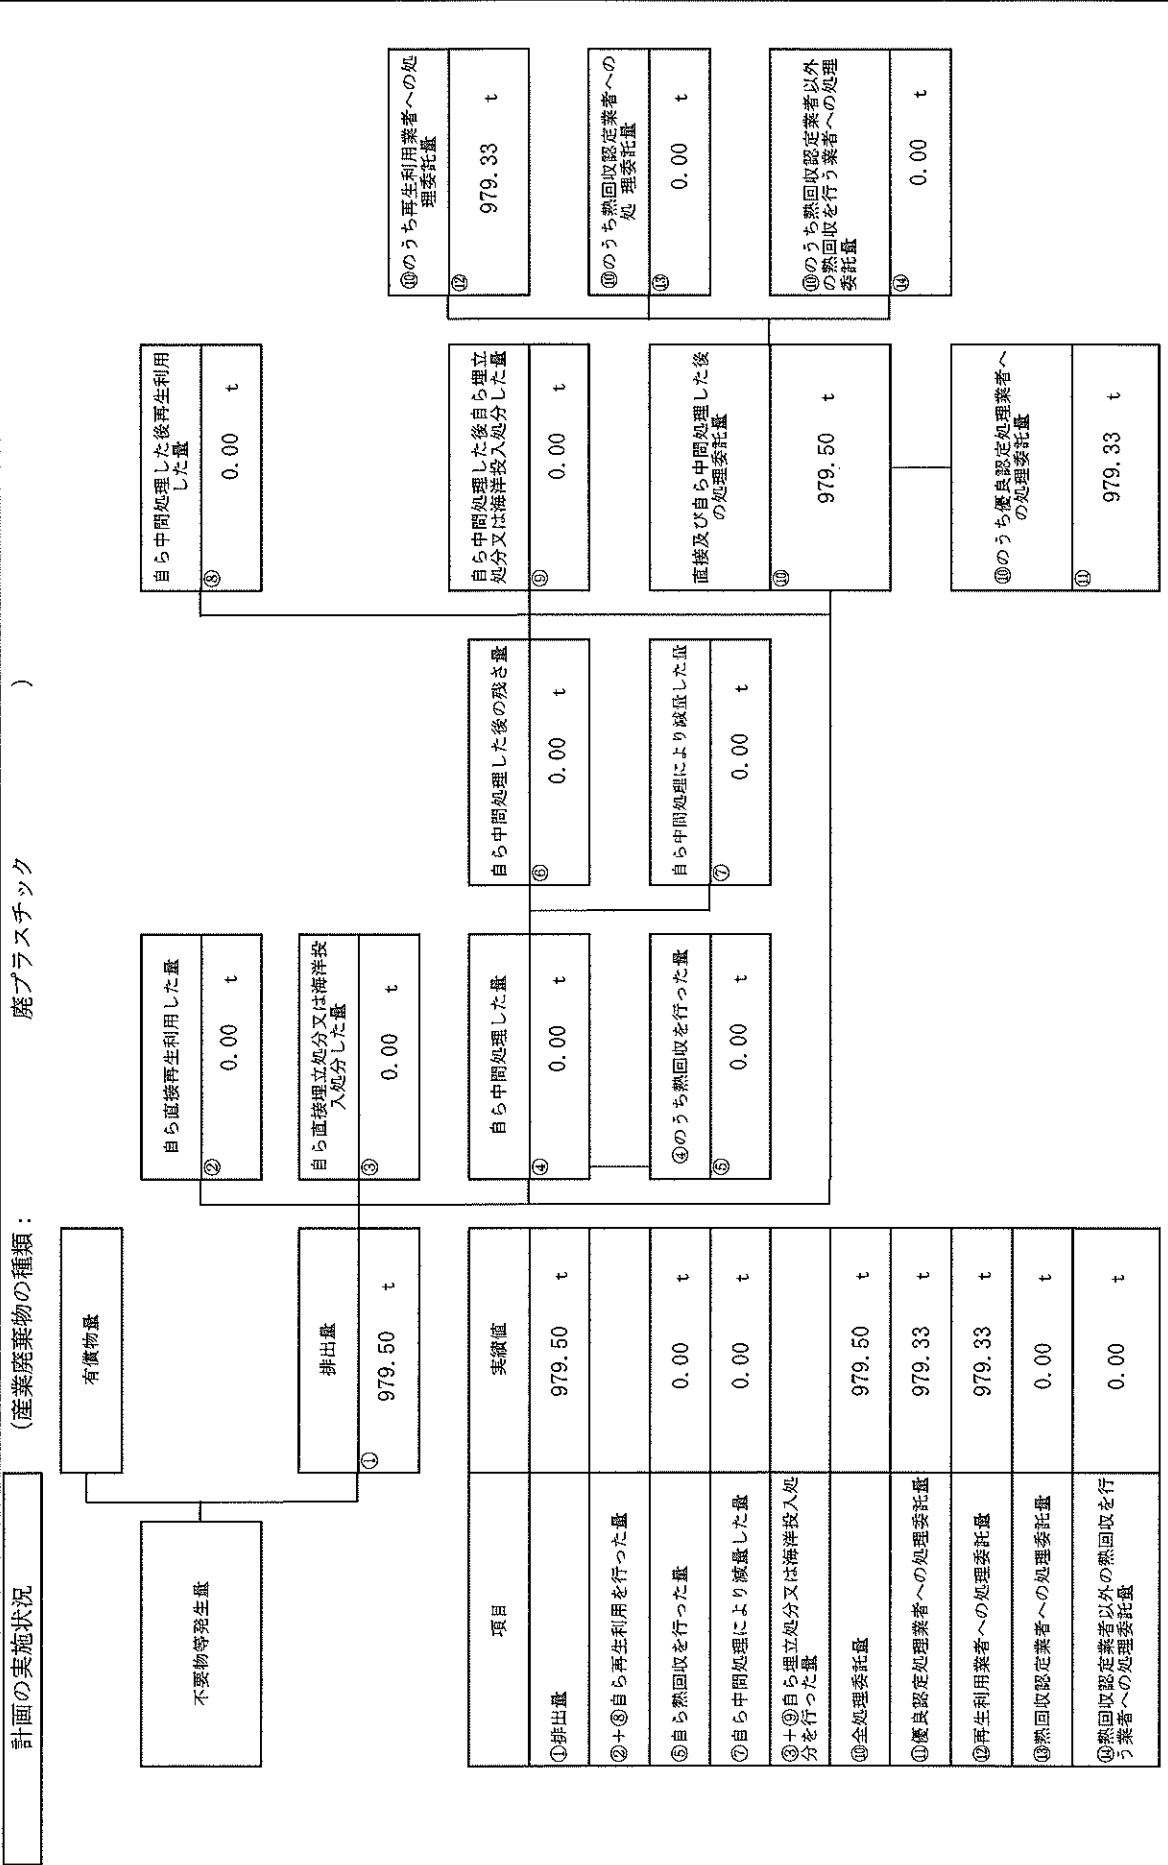 計画の実施状況
（産業廃棄物の種類：　廃プラスチック　）
不要物等発生量
有償物量
排出量
① 979.50 t
自ら直接再生利用した量
② 0.00 t
自ら直接埋立処分又は海洋投
入処分した量
③ 0.00 t
自ら中間処理した量
④ 0.00 t
④のうち熱回収を行った量
⑤ 0.00 t
自ら中間処理した後の残さ量
⑥ 0.00 t
自ら中間処理により減量した量
⑦ 0.00 t
自ら中間処理した後再生利用
した量
⑧ 0.00 t
自ら中間処理した後自ら埋立
処分又は海洋投入処分した量
⑨ 0.00 t
直接及び自ら中間処理した後
の処理委託量
⑩ 979.50 t
⑩のうち優良認定処理業者へ
の処理委託量
⑪ 979.33 t
⑩のうち再生利用業者への処
理委託量
⑫ 979.33 t
⑩のうち熱回収認定業者への
処 理委託量
⑬ 0.00 t
⑩のうち熱回収認定業者以外
の熱回収を行う業者への処理
委託量
⑭ 0.00 t
項目 実績値
①排出量 979.50 t
②＋⑧自ら再生利用を行った量
⑤自ら熱回収を行った量 0.00 t
⑦自ら中間処理により減量した量 0.00 t
③＋⑨自ら埋立処分又は海洋投入処
分を行った量
⑩全処理委託量 979.50 t
⑪優良認定処理業者への処理委託量 979.33 t
⑫再生利用業者への処理委託量 979.33 t
⑬熱回収認定業者への処理委託量 0.00 t
⑭熱回収認定業者以外の熱回収を行
う業者への処理委託量 0.00 t